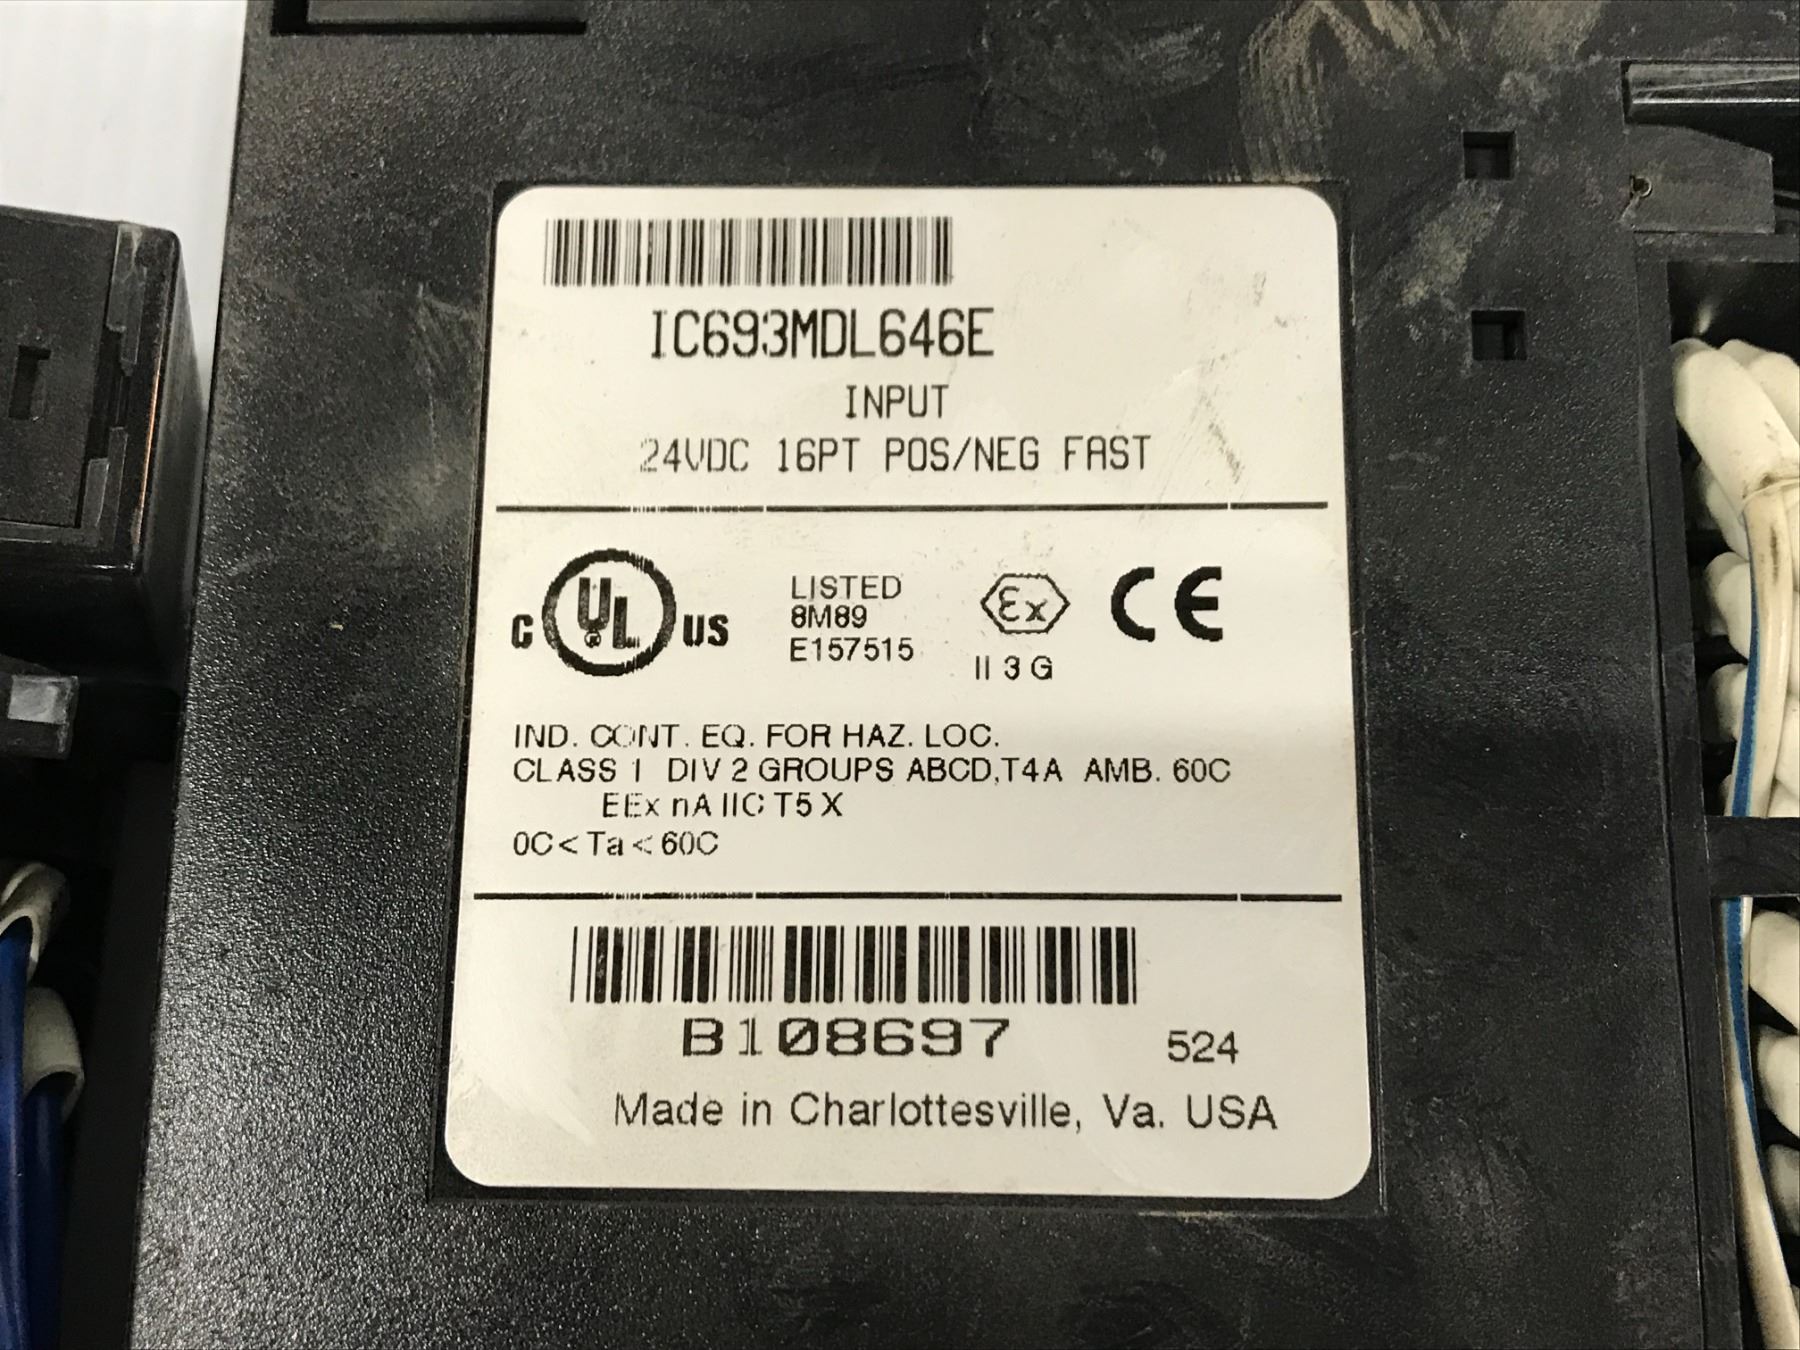 IC693MDL646E
INPUT
24VDC 16PT POS/NEG FAST
C UL US
LISTED
8M89
E157515
Ex
II 3 G
CE
IND. CONT. EQ. FOR HAZ. LOC.
CLASS 1 DIV 2 GROUPS ABCD,T4A AMB. 60C
EEx nA IIC T5 X
0C < Ta < 60C
B108697
524
Made in Charlottesville, Va. USA